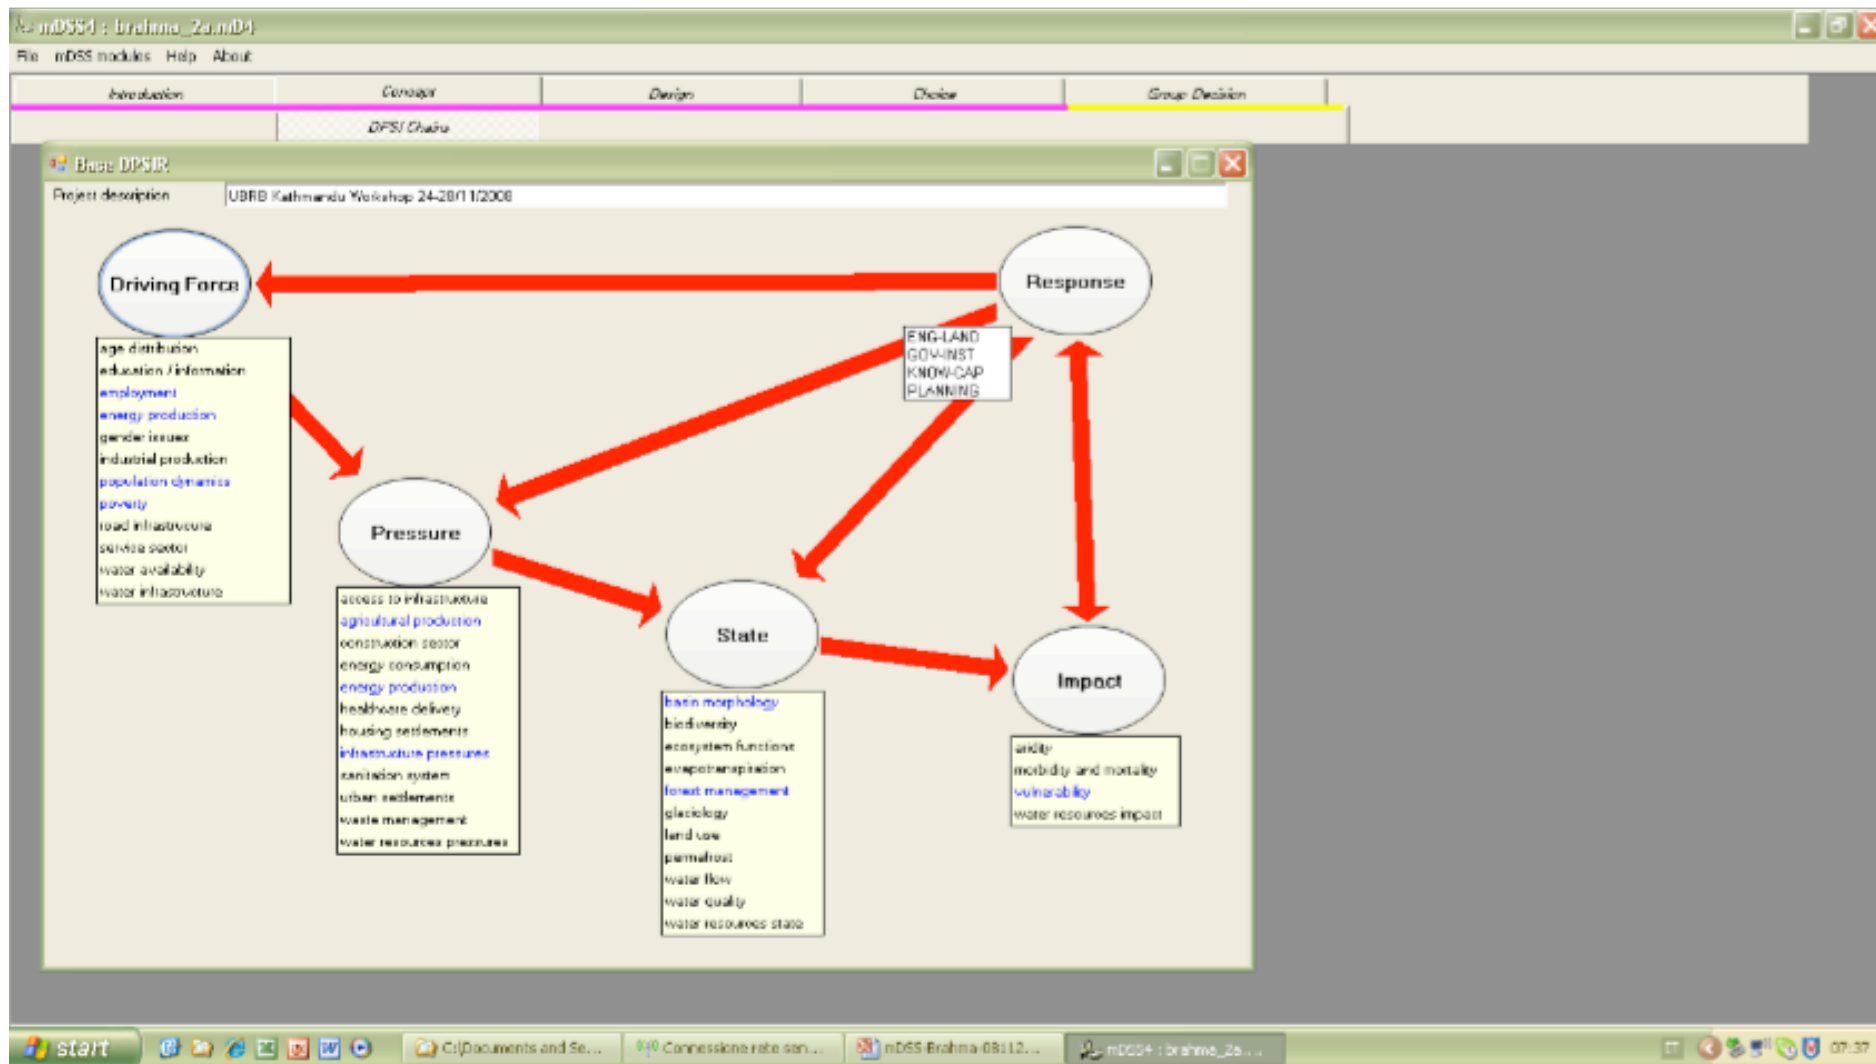 mDSS4 : brahma_2a.mD4
File mDSS modules Help About
Introduction Concept Design Choice Group Decision
DPSI Chains
Base DPSIR
Project description UBRB Kathmandu Workshop 24-28/11/2008
Driving Force
Response
age distribution
education / information
employment
energy production
gender issues
industrial production
population dynamics
poverty
road infrastrucure
service sector
water availability
water infrastructure
ENG-LAND
GOV-INST
KNOW-CAP
PLANNING
Pressure
access to infrastructure
agricultural production
construction sector
energy consumption
energy production
healthcare delivery
housing settlements
infrastructure pressures
sanitation system
urban settlements
waste management
water resources pressures
State
basin morphology
biodiversity
ecosystem functions
evapotranspiration
forest management
glaciology
land use
permafrost
water flow
water quality
water resources state
Impact
aridity
morbidity and mortality
vulnerability
water resources impact
start C:\Documents and Se... Connessione rete sen... mDSS-Brahma-08112... mDSS4 : brahma_2a.... IT 07:37